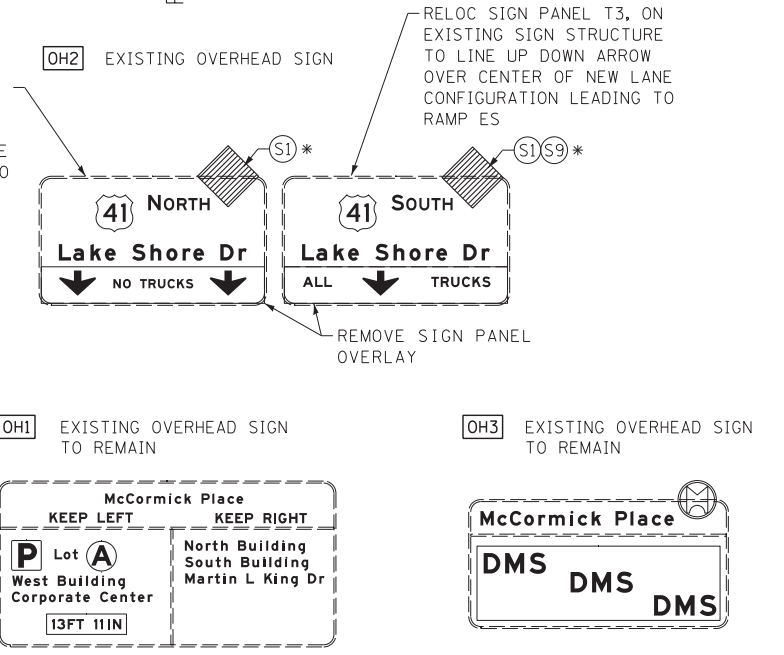 RELOC SIGN PANEL T3, ON
EXISTING SIGN STRUCTURE
TO LINE UP DOWN ARROW
OVER CENTER OF NEW LANE
CONFIGURATION LEADING TO
RAMP ES
OH2 EXISTING OVERHEAD SIGN
S1 *
41 NORTH
Lake Shore Dr
NO TRUCKS
S1 S9 *
41 SOUTH
Lake Shore Dr
ALL TRUCKS
REMOVE SIGN PANEL
OVERLAY
OH1 EXISTING OVERHEAD SIGN
TO REMAIN
McCormick Place
KEEP LEFT KEEP RIGHT
P Lot A
West Building
Corporate Center
13FT 11IN
North Building
South Building
Martin L King Dr
OH3 EXISTING OVERHEAD SIGN
TO REMAIN
McCormick Place
DMS
DMS
DMS